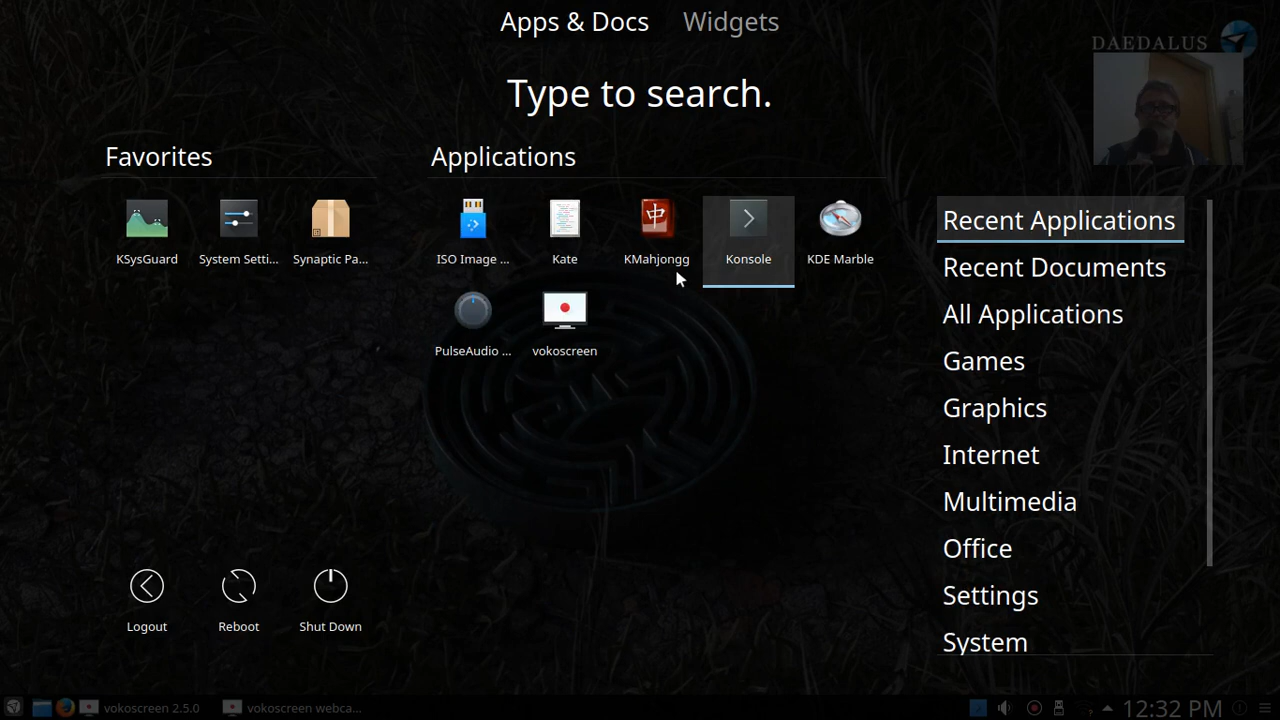 Apps & Docs Widgets
DAEDALUS
Type to search.
Favorites
Applications
KSysGuard
System Setti...
Synaptic Pa...
ISO Image ...
Kate
中
KMahjongg
Konsole
KDE Marble
PulseAudio ...
vokoscreen
Recent Applications
Recent Documents
All Applications
Games
Graphics
Internet
Multimedia
Office
Settings
System
Logout
Reboot
Shut Down
vokoscreen 2.5.0
vokoscreen webca...
12:32 PM